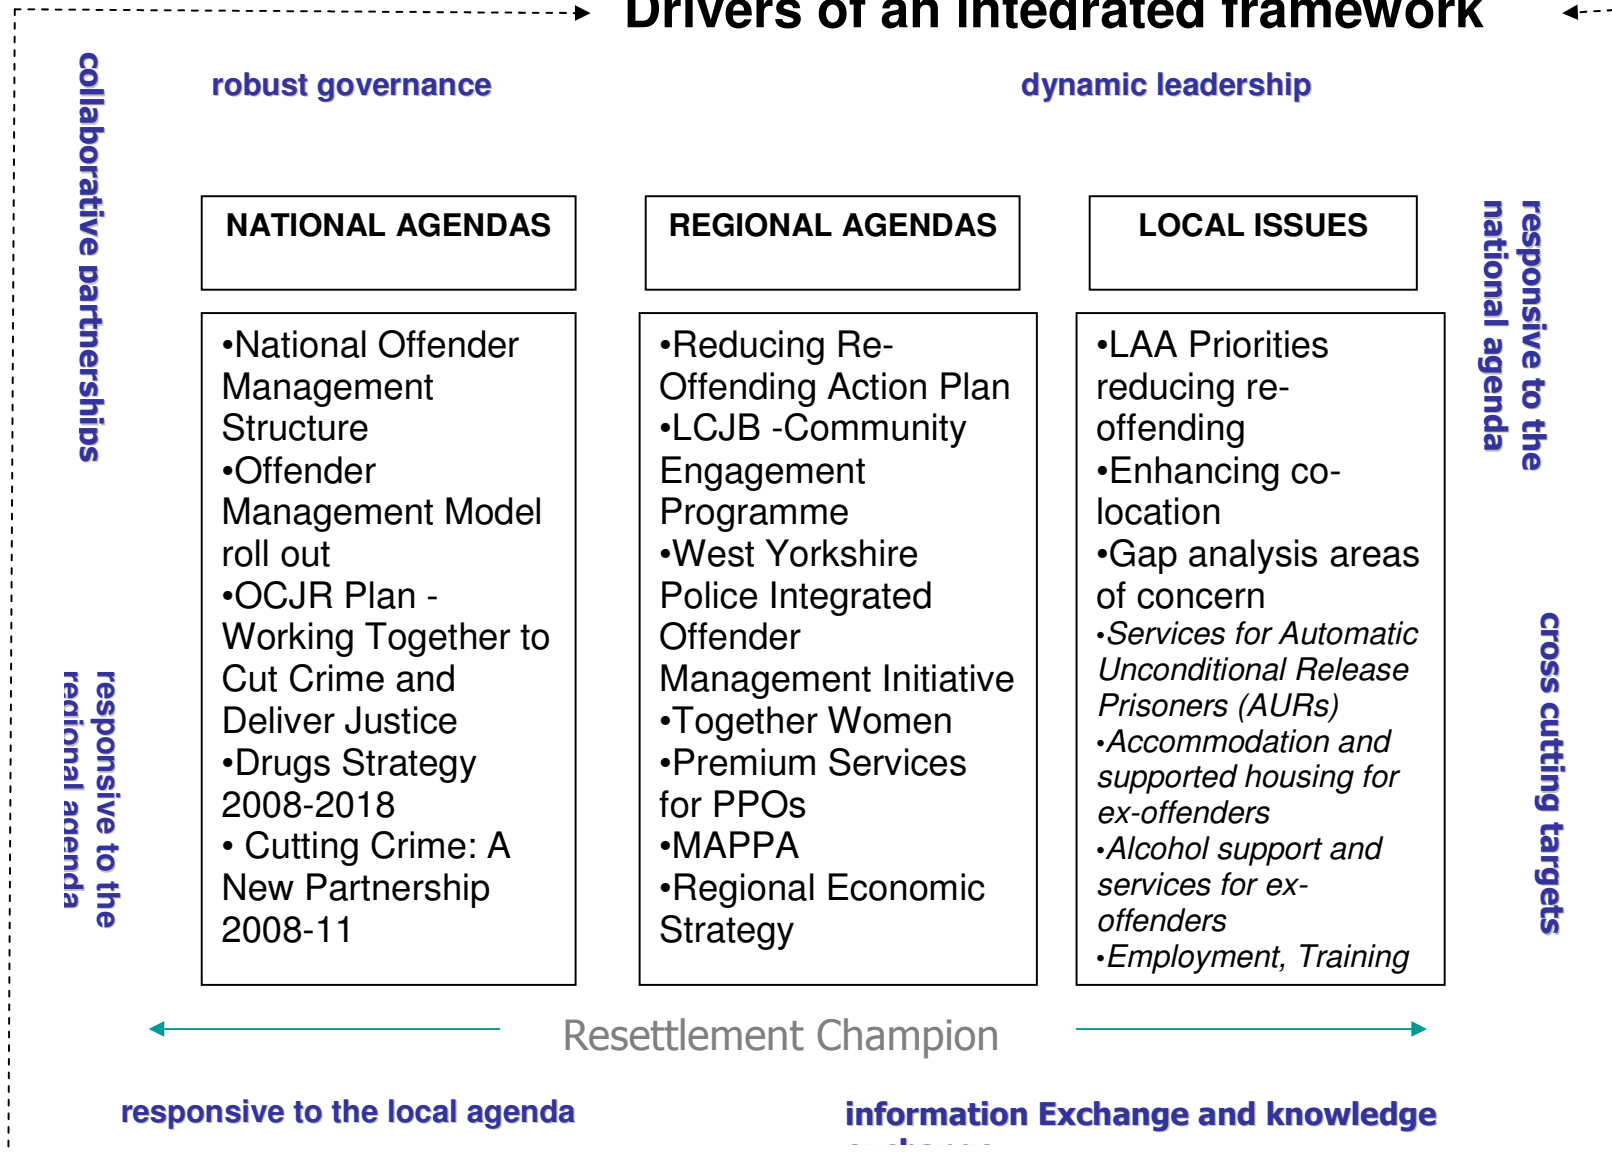 Drivers of an integrated framework
robust governance
dynamic leadership
collaborative partnerships
responsive to the
regional agenda
NATIONAL AGENDAS
•National Offender
Management
Structure
•Offender
Management Model
roll out
•OCJR Plan -
Working Together to
Cut Crime and
Deliver Justice
•Drugs Strategy
2008-2018
• Cutting Crime: A
New Partnership
2008-11
REGIONAL AGENDAS
•Reducing Re-
Offending Action Plan
•LCJB -Community
Engagement
Programme
•West Yorkshire
Police Integrated
Offender
Management Initiative
•Together Women
•Premium Services
for PPOs
•MAPPA
•Regional Economic
Strategy
LOCAL ISSUES
•LAA Priorities
reducing re-
offending
•Enhancing co-
location
•Gap analysis areas
of concern
•Services for Automatic
Unconditional Release
Prisoners (AURs)
•Accommodation and
supported housing for
ex-offenders
•Alcohol support and
services for ex-
offenders
•Employment, Training
responsive to the
national agenda
cross cutting targets
Resettlement Champion
responsive to the local agenda
information Exchange and knowledge